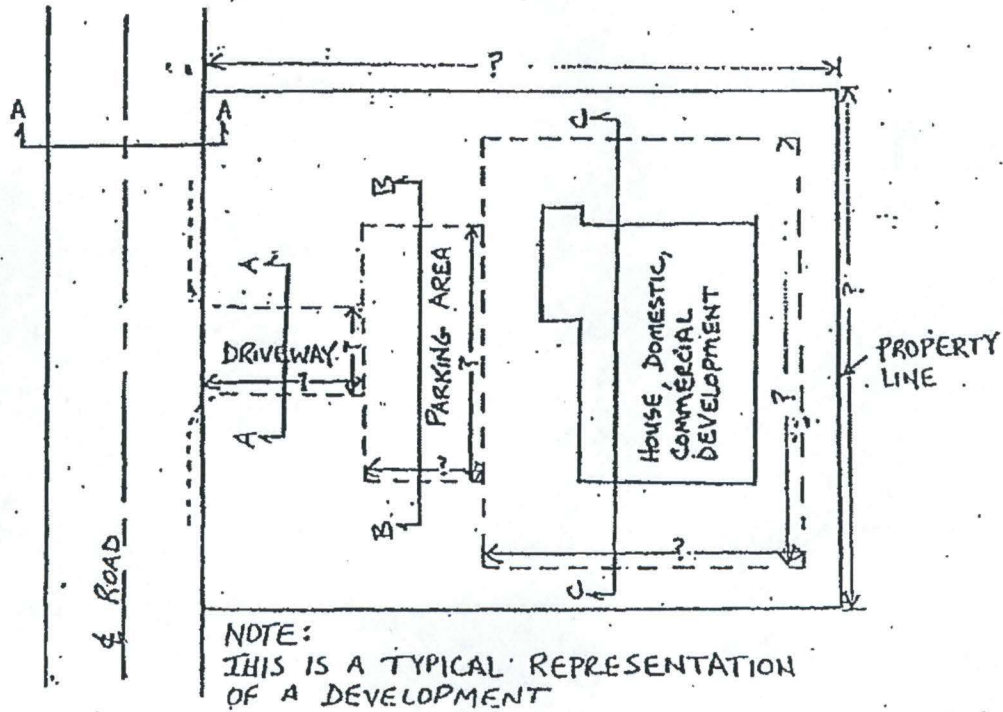 ?
A A
A
DRIVEWAY
?
?
A
B
PARKING AREA
?
?
B
C
HOUSE, DOMESTIC,
COMMERCIAL
DEVELOPMENT
?
?
C
?
PROPERTY
LINE
℄ ROAD
NOTE:
THIS IS A TYPICAL REPRESENTATION
OF A DEVELOPMENT